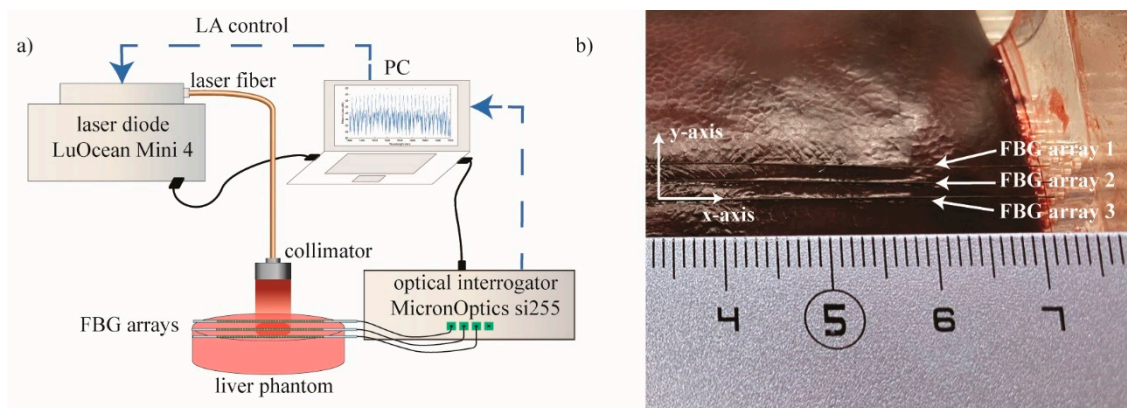 a)
LA control
PC
laser fiber
laser diode
LuOcean Mini 4
collimator
optical interrogator
MicronOptics si255
FBG arrays
liver phantom
b)
y-axis
FBG array 1
FBG array 2
x-axis
FBG array 3
4 5 6 7